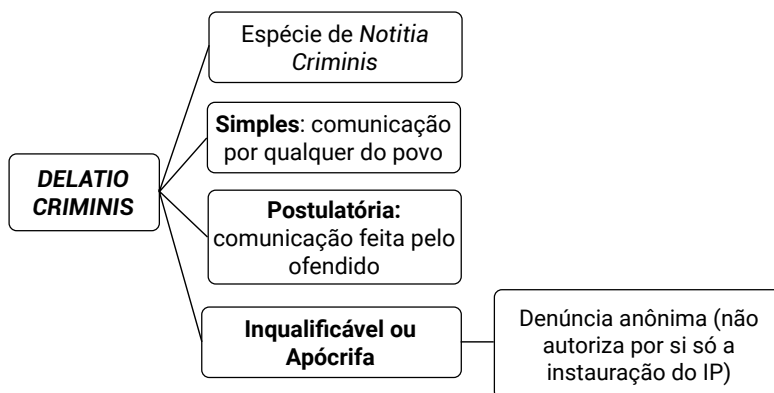 Espécie de Notitia
Criminis
Simples: comunicação
por qualquer do povo
DELATIO
CRIMINIS
Postulatória:
comunicação feita pelo
ofendido
Inqualificável ou
Apócrifa
Denúncia anônima (não
autoriza por si só a
instauração do IP)